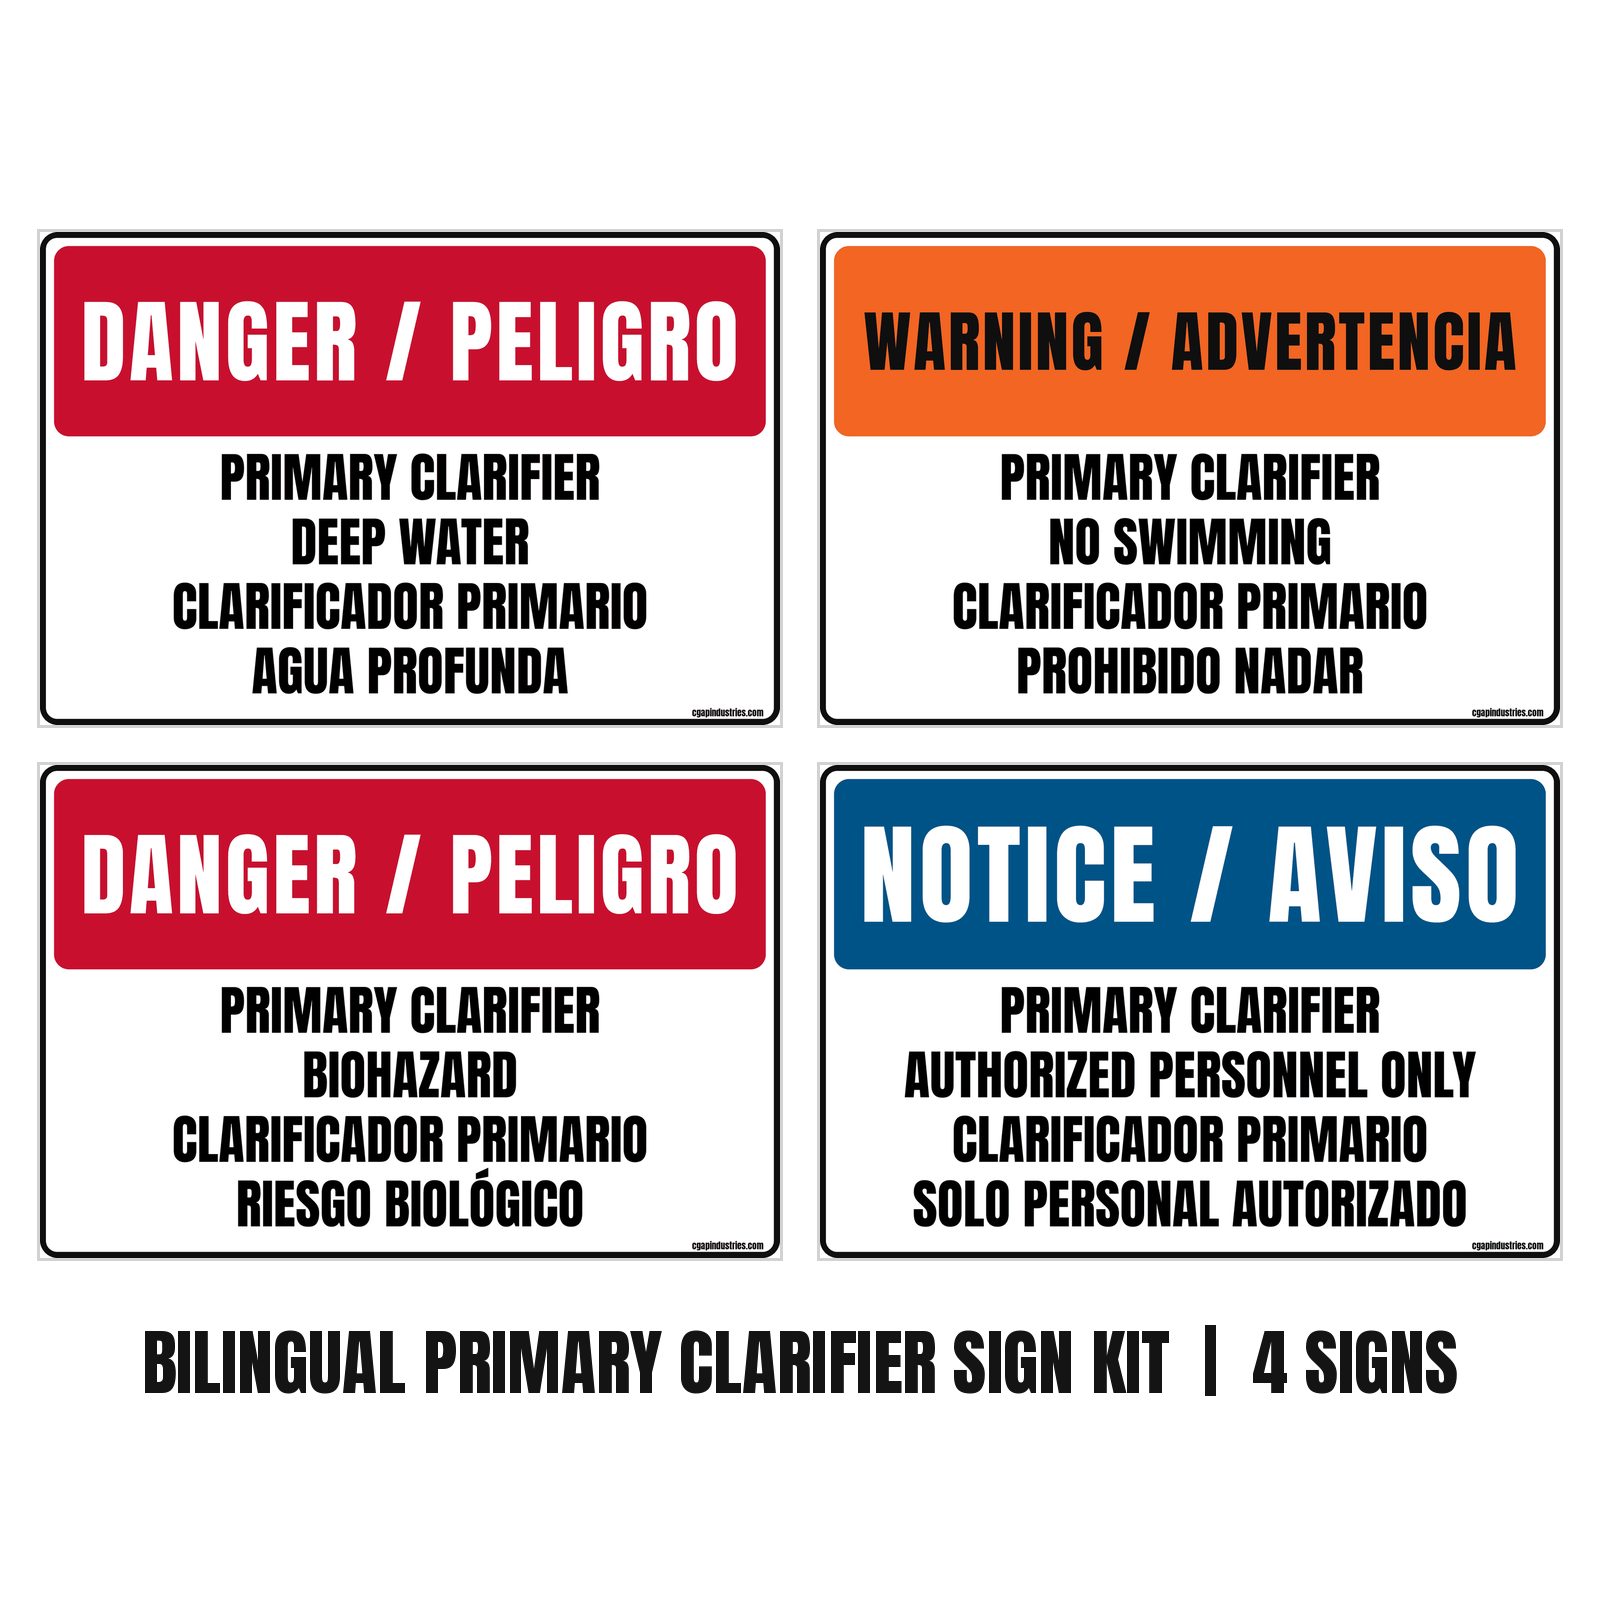 DANGER / PELIGRO
PRIMARY CLARIFIER
DEEP WATER
CLARIFICADOR PRIMARIO
AGUA PROFUNDA
cgapindustries.com
WARNING / ADVERTENCIA
PRIMARY CLARIFIER
NO SWIMMING
CLARIFICADOR PRIMARIO
PROHIBIDO NADAR
cgapindustries.com
DANGER / PELIGRO
PRIMARY CLARIFIER
BIOHAZARD
CLARIFICADOR PRIMARIO
RIESGO BIOLÓGICO
cgapindustries.com
NOTICE / AVISO
PRIMARY CLARIFIER
AUTHORIZED PERSONNEL ONLY
CLARIFICADOR PRIMARIO
SOLO PERSONAL AUTORIZADO
cgapindustries.com
BILINGUAL PRIMARY CLARIFIER SIGN KIT | 4 SIGNS